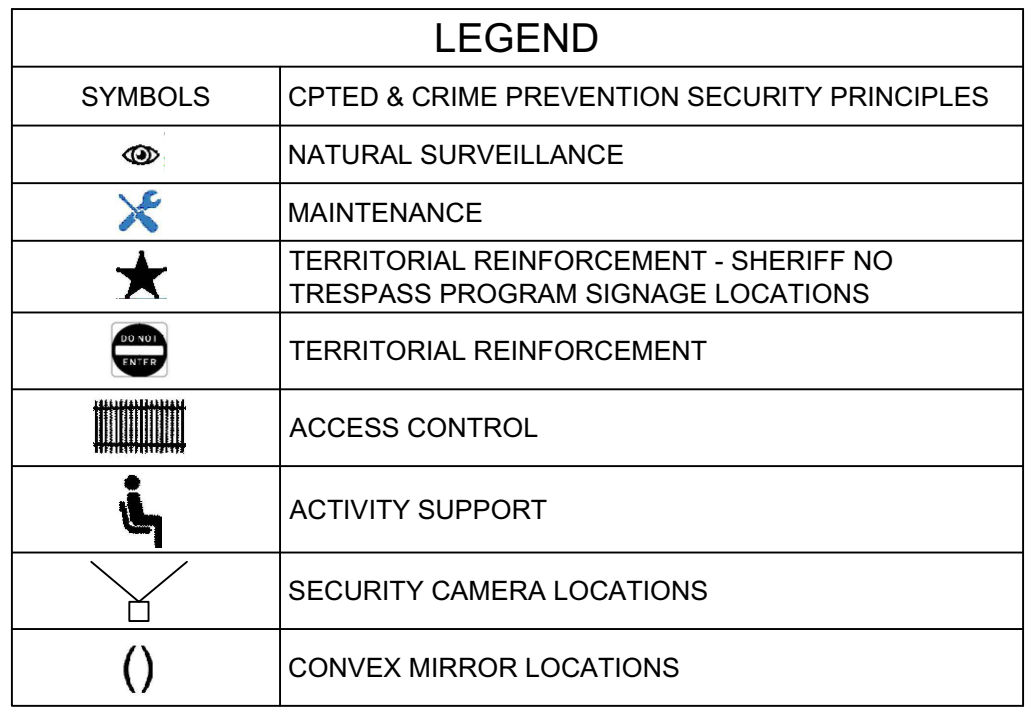 LEGEND
SYMBOLS
CPTED & CRIME PREVENTION SECURITY PRINCIPLES
NATURAL SURVEILLANCE
MAINTENANCE
TERRITORIAL REINFORCEMENT - SHERIFF NO
TRESPASS PROGRAM SIGNAGE LOCATIONS
DO NOT
ENTER
TERRITORIAL REINFORCEMENT
ACCESS CONTROL
ACTIVITY SUPPORT
SECURITY CAMERA LOCATIONS
CONVEX MIRROR LOCATIONS